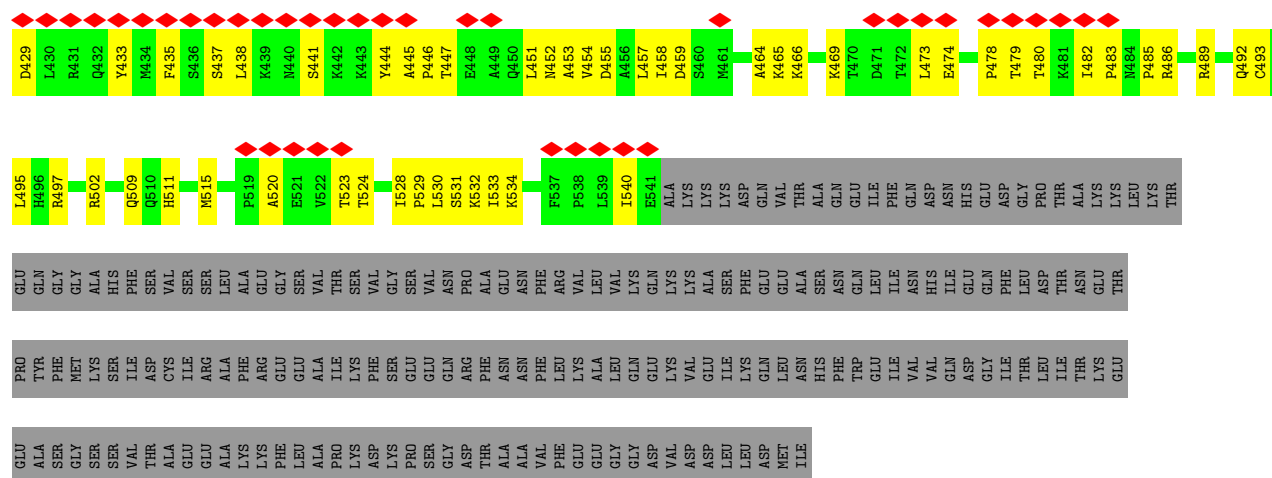 D429 L430 R431 Q432 Y433 M434 F435 S436 S437 L438 K439 N440 S441 K442 K443 Y444 A445 P446 T447 E448 A449 Q450 L451 N452 A453 V454 D455 A456 L457 I458 D459 S460 M461 A464 K465 K466 K469 T470 D471 T472 L473 E474 P478 T479 T480 K481 I482 P483 N484 P485 R486 R489 Q492 C493
L495 H496 R497 R502 Q509 Q510 H511 M515 P519 A520 E521 V522 T523 T524 I528 P529 L530 S531 K532 I533 K534 F537 P538 L539 I540 E541 ALA LYS LYS LYS ASP GLN VAL THR ALA GLN GLU ILE PHE GLN ASP ASN HIS GLU ASP GLY PRO THR ALA LYS LYS LEU LYS THR
GLU GLN GLY GLY ALA HIS PHE SER VAL SER SER LEU ALA GLU GLY SER VAL THR SER VAL GLY SER VAL ASN PRO ALA GLU ASN PHE ARG VAL LEU VAL LYS GLN LYS LYS ALA SER PHE GLU GLU ALA SER ASN GLN LEU ILE ASN HIS ILE GLU GLN PHE LEU ASP THR ASN GLU THR
PRO TYR PHE MET LYS SER ILE ASP CYS ILE ARG ALA PHE ARG GLU GLU ALA ILE LYS PHE SER GLU GLU GLN ARG PHE ASN ASN PHE LEU LYS ALA LEU GLN GLU LYS VAL GLU ILE LYS GLN LEU ASN HIS PHE TRP GLU ILE VAL VAL GLN ASP GLY ILE THR LEU ILE THR LYS GLU
GLU ALA SER GLY SER SER VAL THR ALA GLU GLU ALA LYS LYS PHE LEU ALA PRO LYS ASP LYS PRO SER GLY ASP THR ALA ALA VAL PHE GLU GLU GLY GLY ASP VAL ASP ASP LEU LEU ASP MET ILE